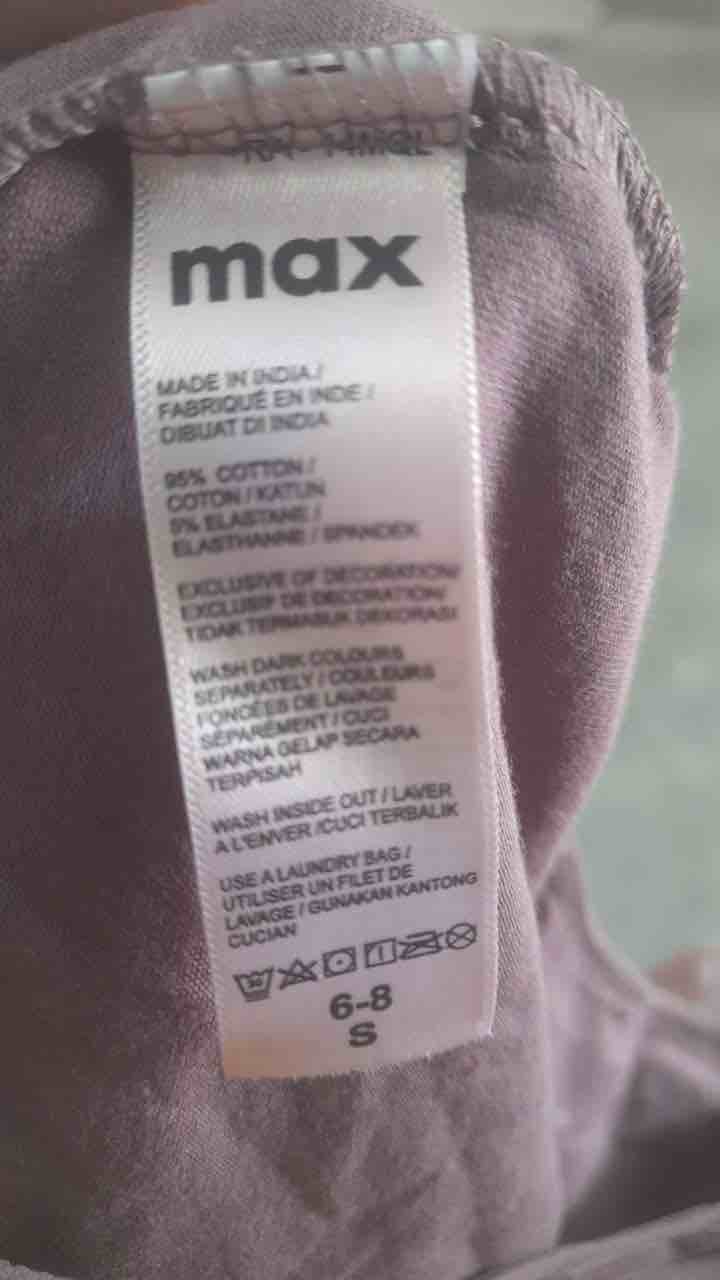 max
MADE IN INDIA /
FABRIQUÉ EN INDE /
DIBUAT DI INDIA
95% COTTON /
COTON / KATUN
5% ELASTANE /
ELASTHANNE / SPANDEX
EXCLUSIVE OF DECORATION/
EXCLUSIF DE DECORATION/
TIDAK TERMASUK DEKORASI
WASH DARK COLOURS
SEPARATELY / COULEURS
FONCÉES DE LAVAGE
SÉPARÉMENT / CUCI
WARNA GELAP SECARA
TERPISAH
WASH INSIDE OUT / LAVER
A L'ENVER /CUCI TERBALIK
USE A LAUNDRY BAG /
UTILISER UN FILET DE
LAVAGE / GUNAKAN KANTONG
CUCIAN
6-8
S